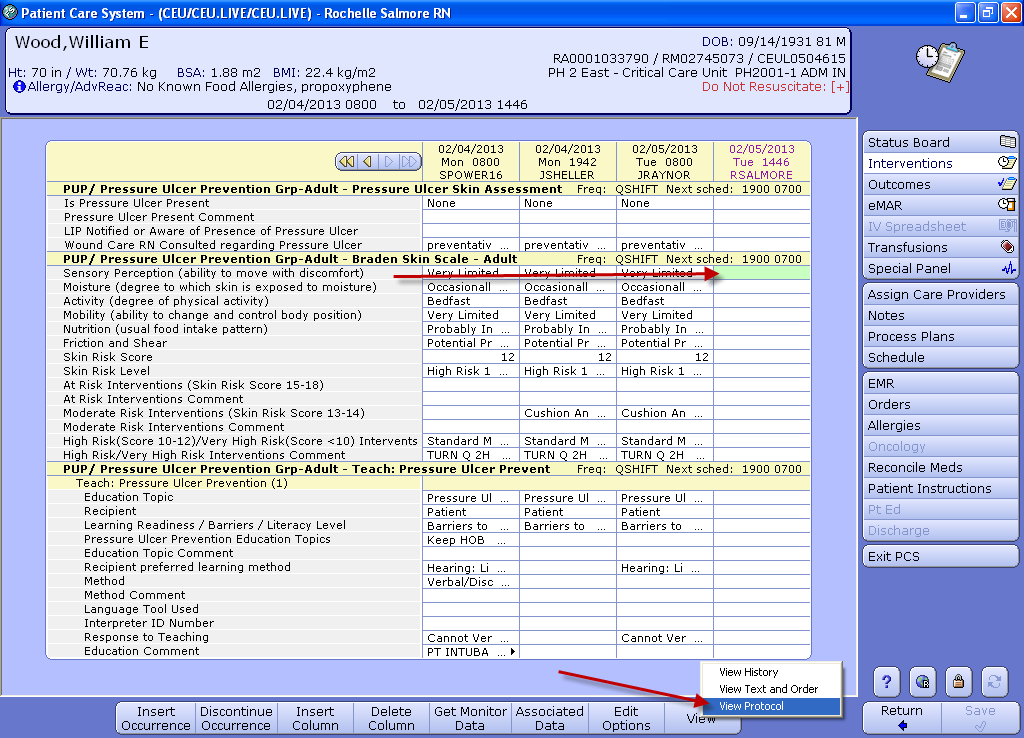 Patient Care System - (CEU/CEU.LIVE/CEU.LIVE) - Rochelle Salmore RN
Wood,William E
DOB: 09/14/1931 81 M
RA0001033790 / RM02745073 / CEUL0504615
Ht: 70 in / Wt: 70.76 kg BSA: 1.88 m2 BMI: 22.4 kg/m2
PH 2 East - Critical Care Unit PH2001-1 ADM IN
Allergy/AdvReac: No Known Food Allergies, propoxyphene
Do Not Resuscitate: [+]
02/04/2013 0800 to 02/05/2013 1446
02/04/2013 02/04/2013 02/05/2013 02/05/2013
Mon 0800 Mon 1942 Tue 0800 Tue 1446
SPOWER16 JSHELLER JRAYNOR RSALMORE
PUP/ Pressure Ulcer Prevention Grp-Adult - Pressure Ulcer Skin Assessment Freq: QSHIFT Next sched: 1900 0700
Is Pressure Ulcer Present None None None
Pressure Ulcer Present Comment
LIP Notified or Aware of Presence of Pressure Ulcer
Wound Care RN Consulted regarding Pressure Ulcer preventativ ... preventativ ... preventativ ...
PUP/ Pressure Ulcer Prevention Grp-Adult - Braden Skin Scale - Adult Freq: QSHIFT Next sched: 1900 0700
Sensory Perception (ability to move with discomfort) Very Limited Very Limited Very Limited
Moisture (degree to which skin is exposed to moisture) Occasionall ... Occasionall ... Occasionall ...
Activity (degree of physical activity) Bedfast Bedfast Bedfast
Mobility (ability to change and control body position) Very Limited Very Limited Very Limited
Nutrition (usual food intake pattern) Probably In ... Probably In ... Probably In ...
Friction and Shear Potential Pr ... Potential Pr ... Potential Pr ...
Skin Risk Score 12 12 12
Skin Risk Level High Risk 1 ... High Risk 1 ... High Risk 1 ...
At Risk Interventions (Skin Risk Score 15-18)
At Risk Interventions Comment
Moderate Risk Interventions (Skin Risk Score 13-14) Cushion An ... Cushion An ...
Moderate Risk Interventions Comment
High Risk(Score 10-12)/Very High Risk(Score <10) Intervents Standard M ... Standard M ... Standard M ...
High Risk/Very High Risk Interventions Comment TURN Q 2H ... TURN Q 2H ... TURN Q 2H ...
PUP/ Pressure Ulcer Prevention Grp-Adult - Teach: Pressure Ulcer Prevent Freq: QSHIFT Next sched: 1900 0700
Teach: Pressure Ulcer Prevention (1)
Education Topic Pressure Ul ... Pressure Ul ... Pressure Ul ...
Recipient Patient Patient Patient
Learning Readiness / Barriers / Literacy Level Barriers to ... Barriers to ... Barriers to ...
Pressure Ulcer Prevention Education Topics Keep HOB ...
Education Topic Comment
Recipient preferred learning method Hearing: Li ... Hearing: Li ...
Method Verbal/Disc ...
Method Comment
Language Tool Used
Interpreter ID Number
Response to Teaching Cannot Ver ... Cannot Ver ...
Education Comment PT INTUBA ...
View History
View Text and Order
View Protocol
Insert Occurrence
Discontinue Occurrence
Insert Column
Delete Column
Get Monitor Data
Associated Data
Edit Options
View
Status Board
Interventions
Outcomes
eMAR
IV Spreadsheet
Transfusions
Special Panel
Assign Care Providers
Notes
Process Plans
Schedule
EMR
Orders
Allergies
Oncology
Reconcile Meds
Patient Instructions
Pt Ed
Discharge
Exit PCS
?
Return
Save